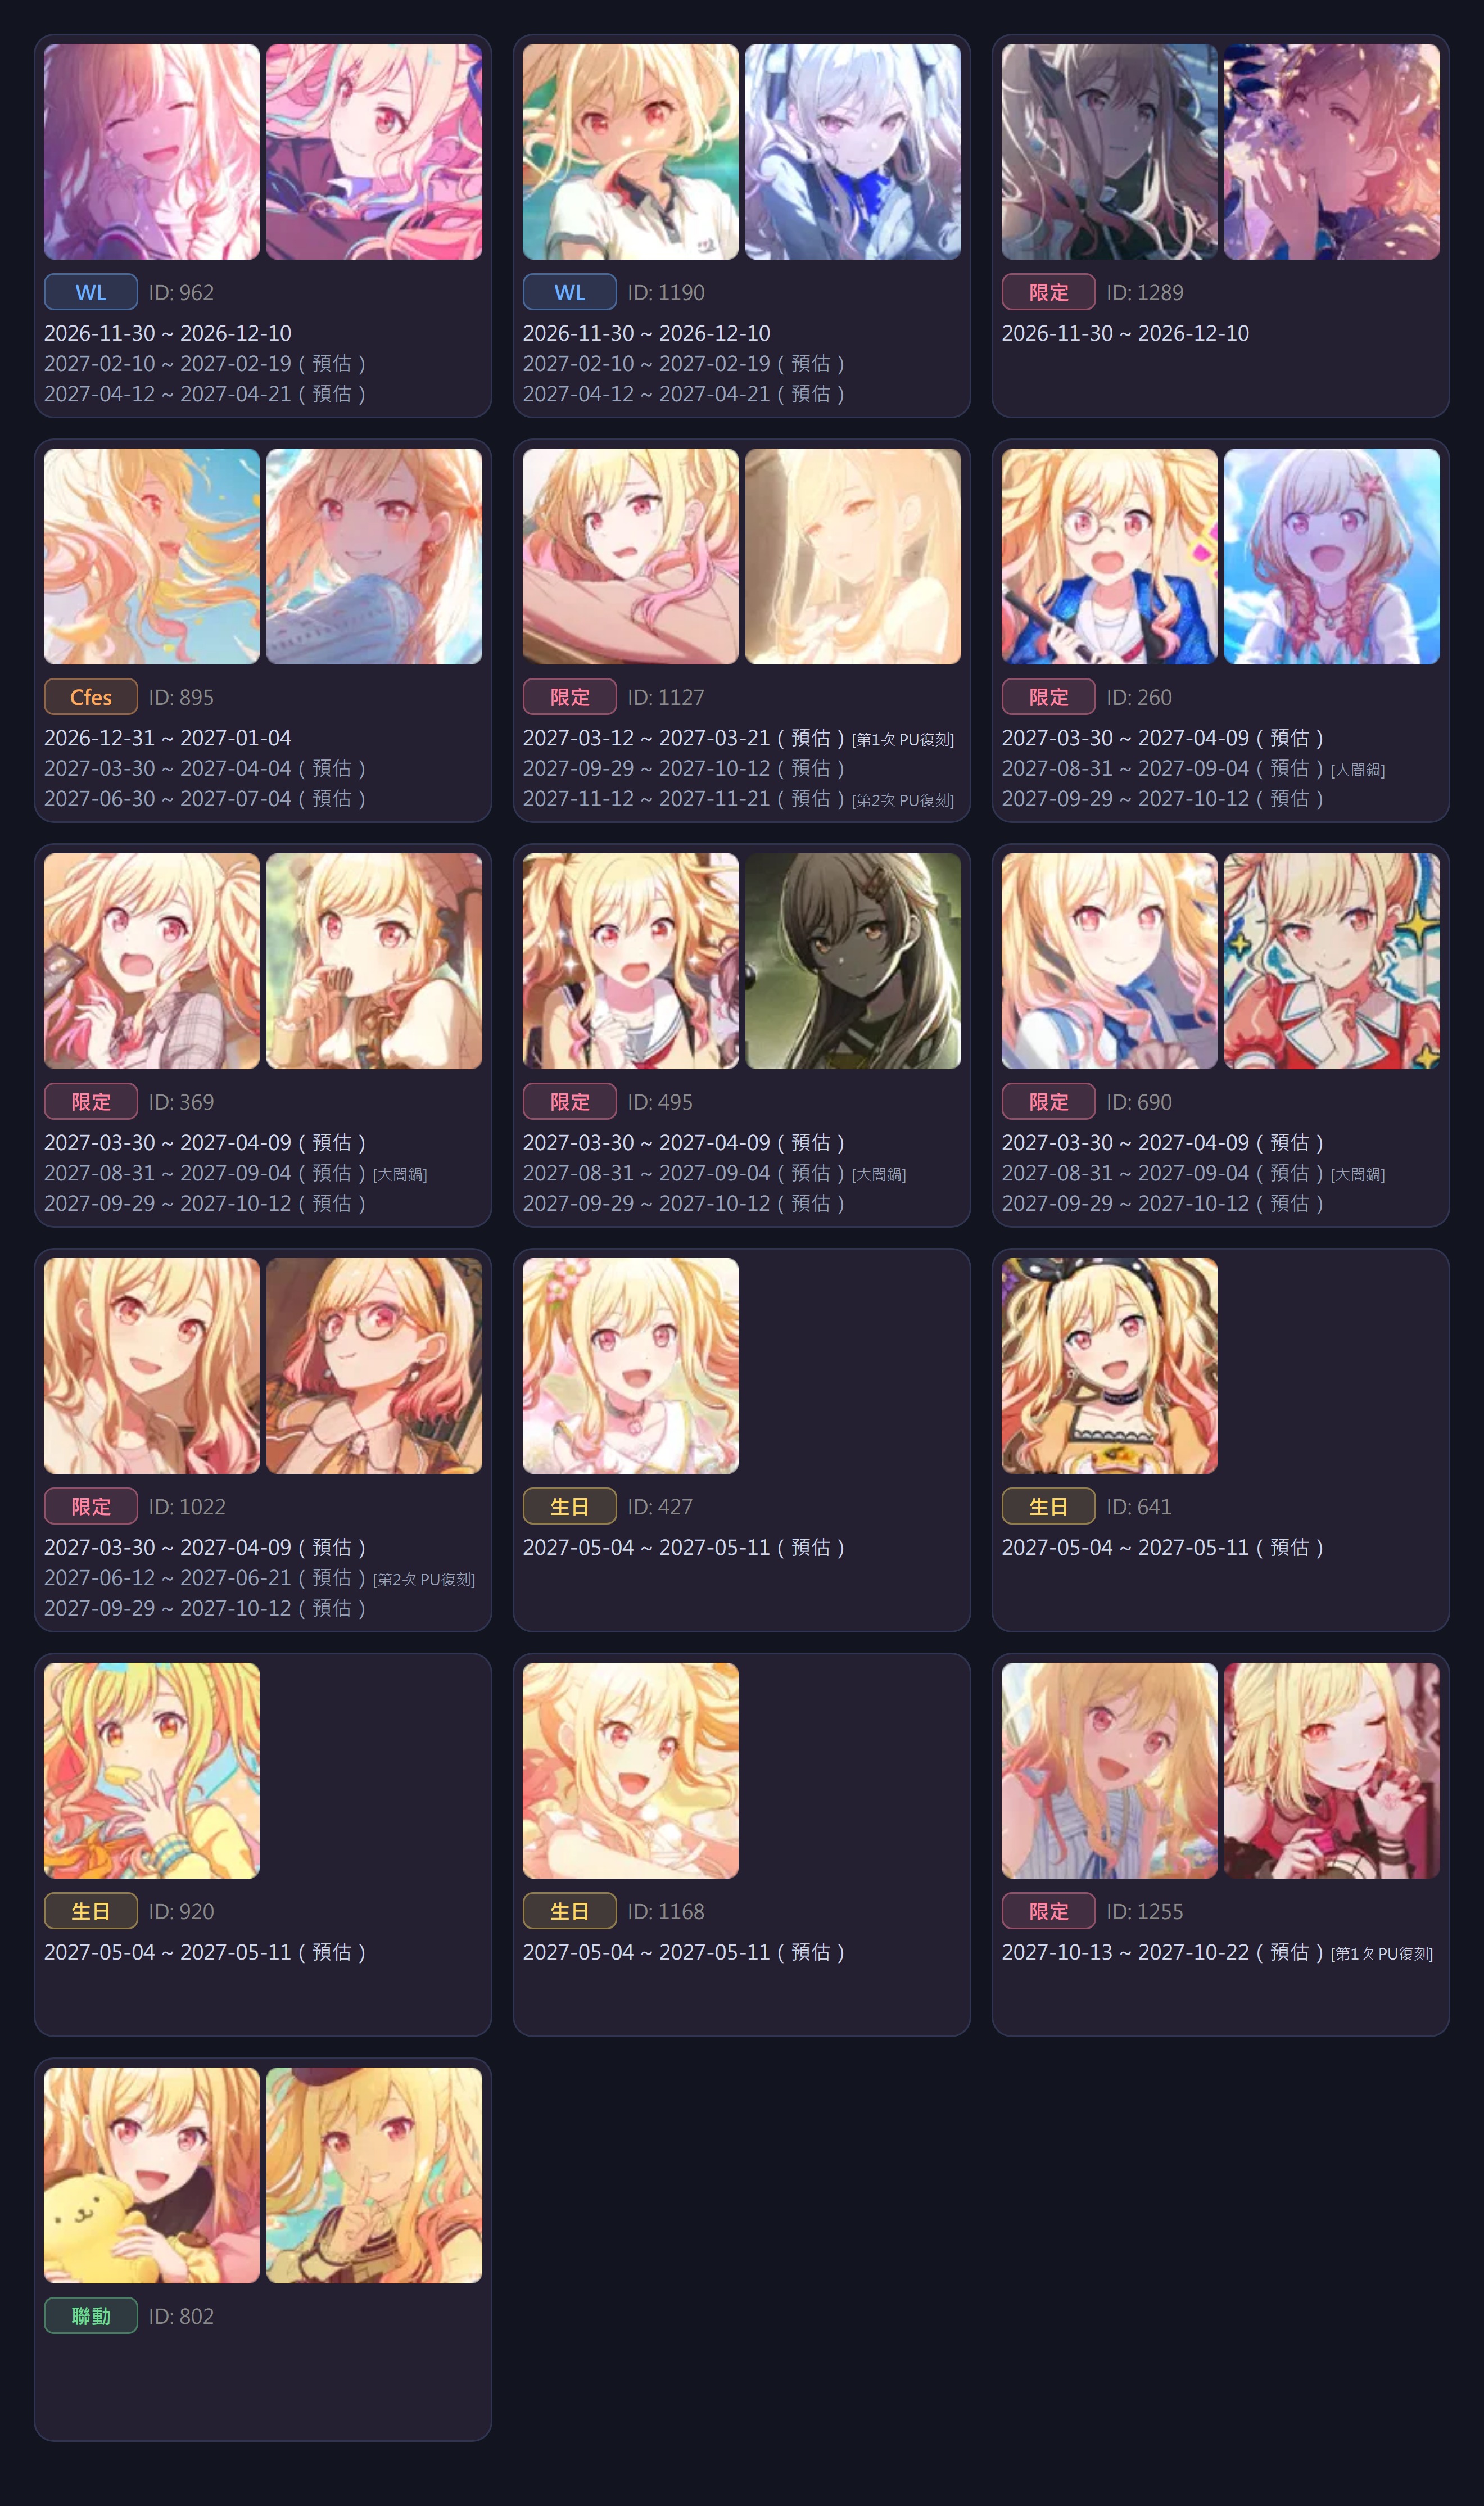 WL ID: 962
2026-11-30 ~ 2026-12-10
2027-02-10 ~ 2027-02-19 ( 預估 )
2027-04-12 ~ 2027-04-21 ( 預估 )
WL ID: 1190
2026-11-30 ~ 2026-12-10
2027-02-10 ~ 2027-02-19 ( 預估 )
2027-04-12 ~ 2027-04-21 ( 預估 )
限定 ID: 1289
2026-11-30 ~ 2026-12-10
Cfes ID: 895
2026-12-31 ~ 2027-01-04
2027-03-30 ~ 2027-04-04 ( 預估 )
2027-06-30 ~ 2027-07-04 ( 預估 )
限定 ID: 1127
2027-03-12 ~ 2027-03-21 ( 預估 ) [第1次 PU復刻]
2027-09-29 ~ 2027-10-12 ( 預估 )
2027-11-12 ~ 2027-11-21 ( 預估 ) [第2次 PU復刻]
限定 ID: 260
2027-03-30 ~ 2027-04-09 ( 預估 )
2027-08-31 ~ 2027-09-04 ( 預估 ) [大闇鍋]
2027-09-29 ~ 2027-10-12 ( 預估 )
限定 ID: 369
2027-03-30 ~ 2027-04-09 ( 預估 )
2027-08-31 ~ 2027-09-04 ( 預估 ) [大闇鍋]
2027-09-29 ~ 2027-10-12 ( 預估 )
限定 ID: 495
2027-03-30 ~ 2027-04-09 ( 預估 )
2027-08-31 ~ 2027-09-04 ( 預估 ) [大闇鍋]
2027-09-29 ~ 2027-10-12 ( 預估 )
限定 ID: 690
2027-03-30 ~ 2027-04-09 ( 預估 )
2027-08-31 ~ 2027-09-04 ( 預估 ) [大闇鍋]
2027-09-29 ~ 2027-10-12 ( 預估 )
限定 ID: 1022
2027-03-30 ~ 2027-04-09 ( 預估 )
2027-06-12 ~ 2027-06-21 ( 預估 ) [第2次 PU復刻]
2027-09-29 ~ 2027-10-12 ( 預估 )
生日 ID: 427
2027-05-04 ~ 2027-05-11 ( 預估 )
生日 ID: 641
2027-05-04 ~ 2027-05-11 ( 預估 )
生日 ID: 920
2027-05-04 ~ 2027-05-11 ( 預估 )
生日 ID: 1168
2027-05-04 ~ 2027-05-11 ( 預估 )
限定 ID: 1255
2027-10-13 ~ 2027-10-22 ( 預估 ) [第1次 PU復刻]
聯動 ID: 802